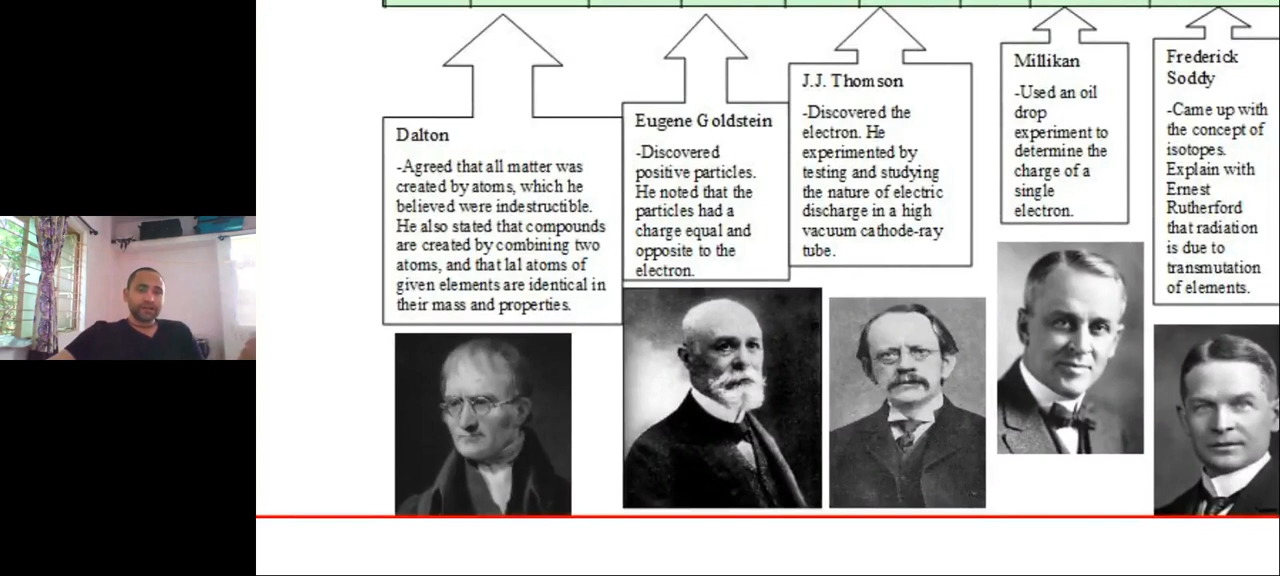 Dalton
-Agreed that all matter was
created by atoms, which he
believed were indestructible.
He also stated that compounds
are created by combining two
atoms, and that lal atoms of
given elements are identical in
their mass and properties.
Eugene Goldstein
-Discovered
positive particles.
He noted that the
particles had a
charge equal and
opposite to the
electron.
J.J. Thomson
-Discovered the
electron. He
experimented by
testing and studying
the nature of electric
discharge in a high
vacuum cathode-ray
tube.
Millikan
-Used an oil
drop
experiment to
determine the
charge of a
single
electron.
Frederick
Soddy
-Came up with
the concept of
isotopes.
Explain with
Ernest
Rutherford
that radiation
is due to
transmutation
of elements.